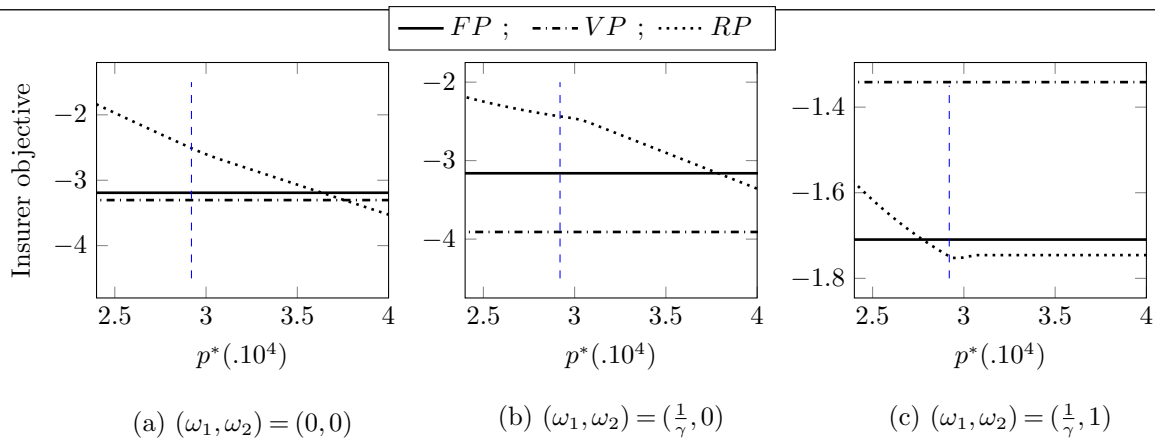 FP ; VP ; RP
Insurer objective
−2
−3
−4
2.5 3 3.5 4
p*(.10⁴)
(a) (ω₁, ω₂) = (0, 0)
−2
−3
−4
2.5 3 3.5 4
p*(.10⁴)
(b) (ω₁, ω₂) = (1/γ, 0)
−1.4
−1.6
−1.8
2.5 3 3.5 4
p*(.10⁴)
(c) (ω₁, ω₂) = (1/γ, 1)